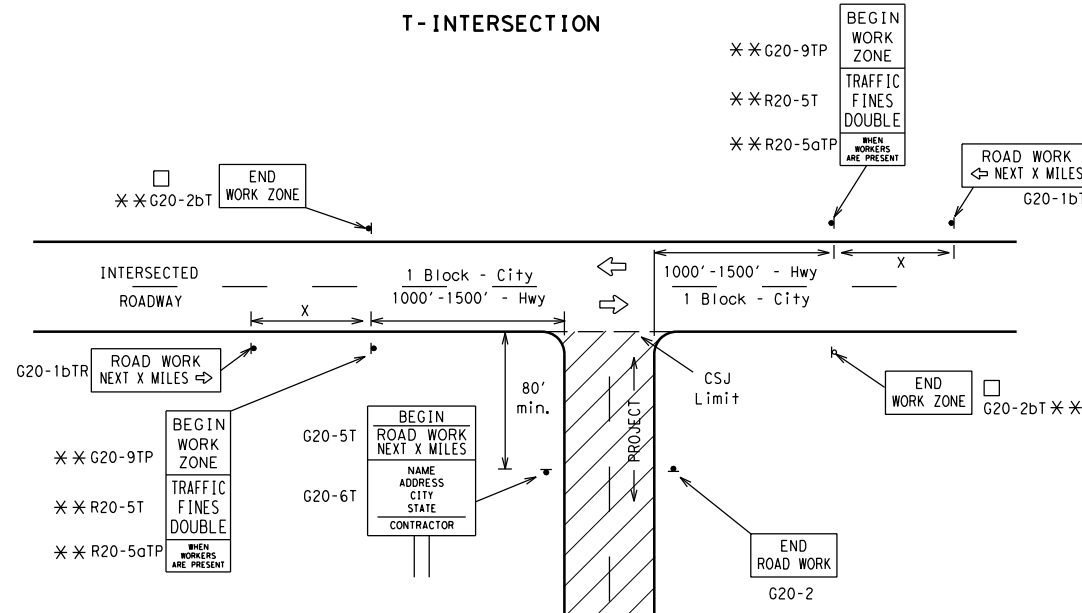 T-INTERSECTION
BEGIN
WORK
ZONE
✳✳G20-9TP
TRAFFIC
FINES
DOUBLE
✳✳R20-5T
WHEN
WORKERS
ARE PRESENT
✳✳R20-5aTP
ROAD WORK
⇦ NEXT X MILES
G20-1bT
END
WORK ZONE
□
✳✳G20-2bT
INTERSECTED
ROADWAY
1 Block - City
1000'-1500' - Hwy
X
1000'-1500' - Hwy
1 Block - City
X
ROAD WORK
NEXT X MILES ⇨
G20-1bTR
80'
min.
CSJ
Limit
PROJECT
END
WORK ZONE
□
G20-2bT✳✳
BEGIN
WORK
ZONE
✳✳G20-9TP
TRAFFIC
FINES
DOUBLE
✳✳R20-5T
WHEN
WORKERS
ARE PRESENT
✳✳R20-5aTP
G20-5T
BEGIN
ROAD WORK
NEXT X MILES
G20-6T
NAME
ADDRESS
CITY
STATE
CONTRACTOR
END
ROAD WORK
G20-2